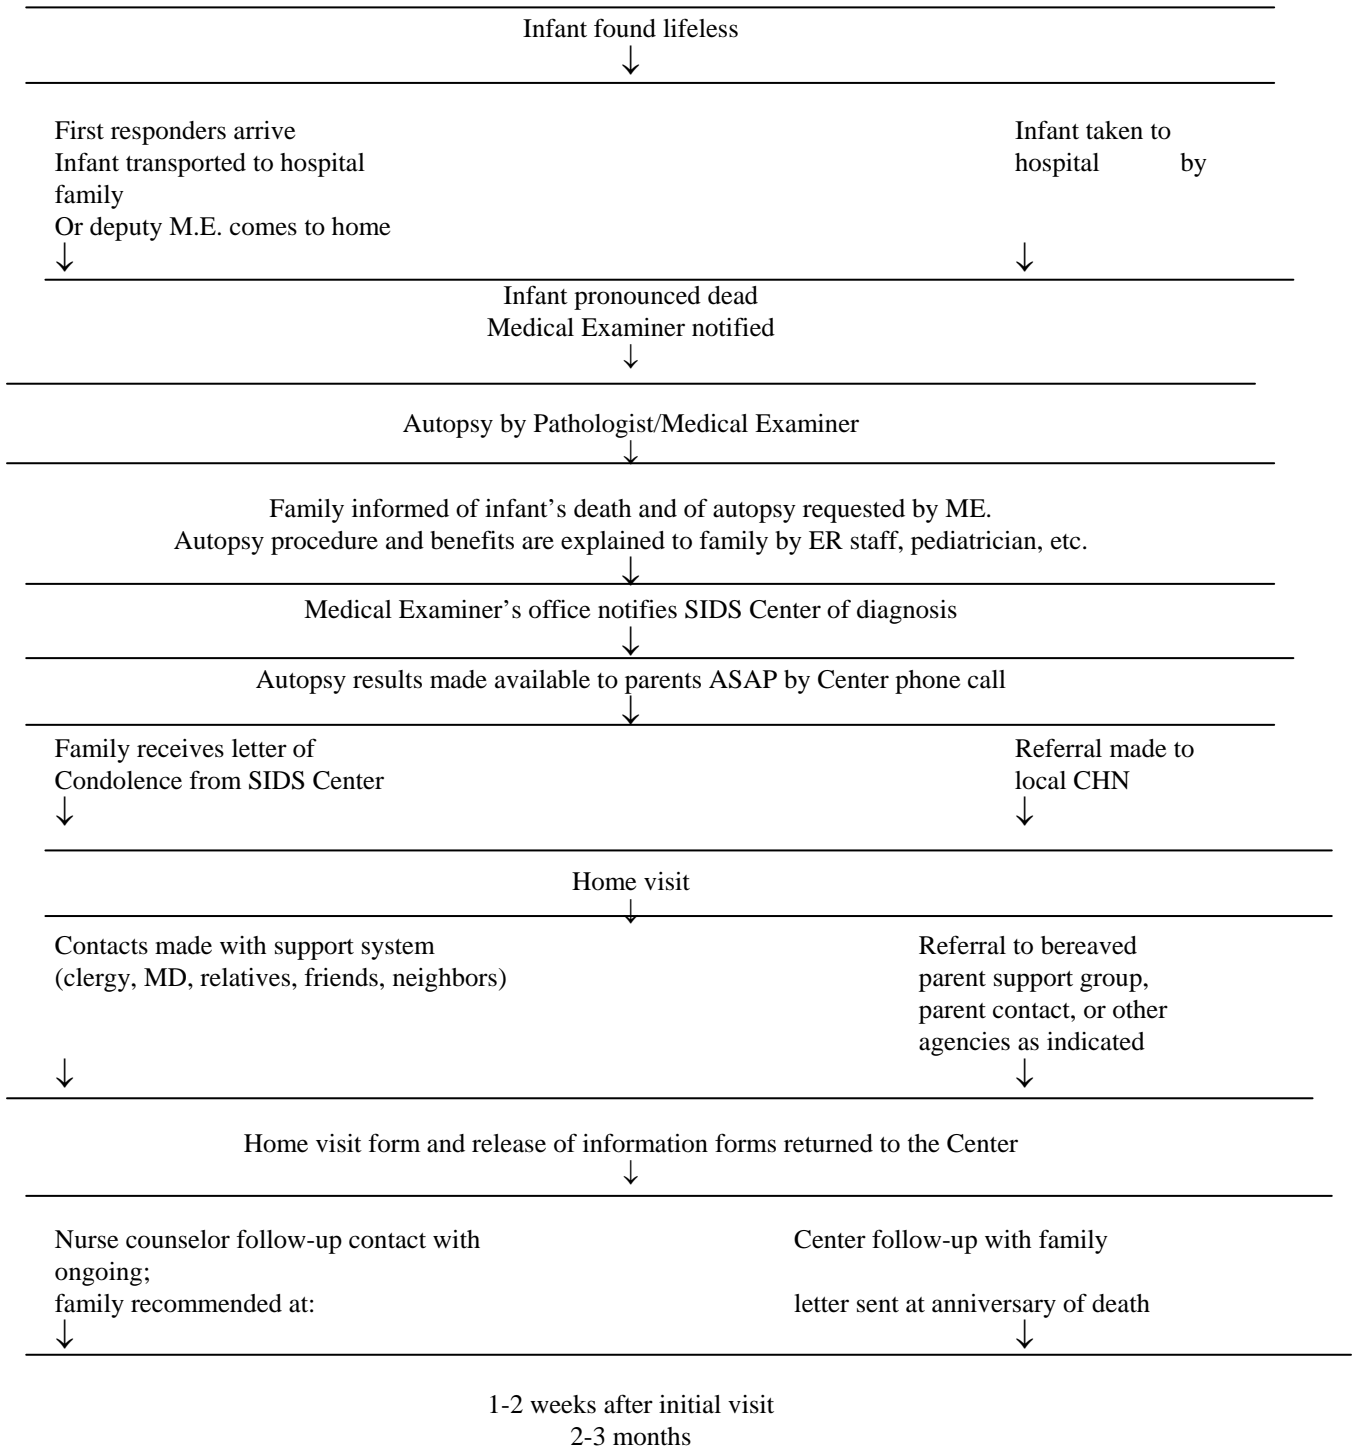 Infant found lifeless
↓
First responders arrive
Infant transported to hospital
family
Or deputy M.E. comes to home
↓
Infant taken to
hospital by
↓
Infant pronounced dead
Medical Examiner notified
↓
Autopsy by Pathologist/Medical Examiner
↓
Family informed of infant’s death and of autopsy requested by ME.
Autopsy procedure and benefits are explained to family by ER staff, pediatrician, etc.
↓
Medical Examiner’s office notifies SIDS Center of diagnosis
↓
Autopsy results made available to parents ASAP by Center phone call
↓
Family receives letter of
Condolence from SIDS Center
↓
Referral made to
local CHN
↓
Home visit
↓
Contacts made with support system
(clergy, MD, relatives, friends, neighbors)
↓
Referral to bereaved
parent support group,
parent contact, or other
agencies as indicated
↓
Home visit form and release of information forms returned to the Center
↓
Nurse counselor follow-up contact with
ongoing;
family recommended at:
↓
Center follow-up with family
letter sent at anniversary of death
↓
1-2 weeks after initial visit
2-3 months